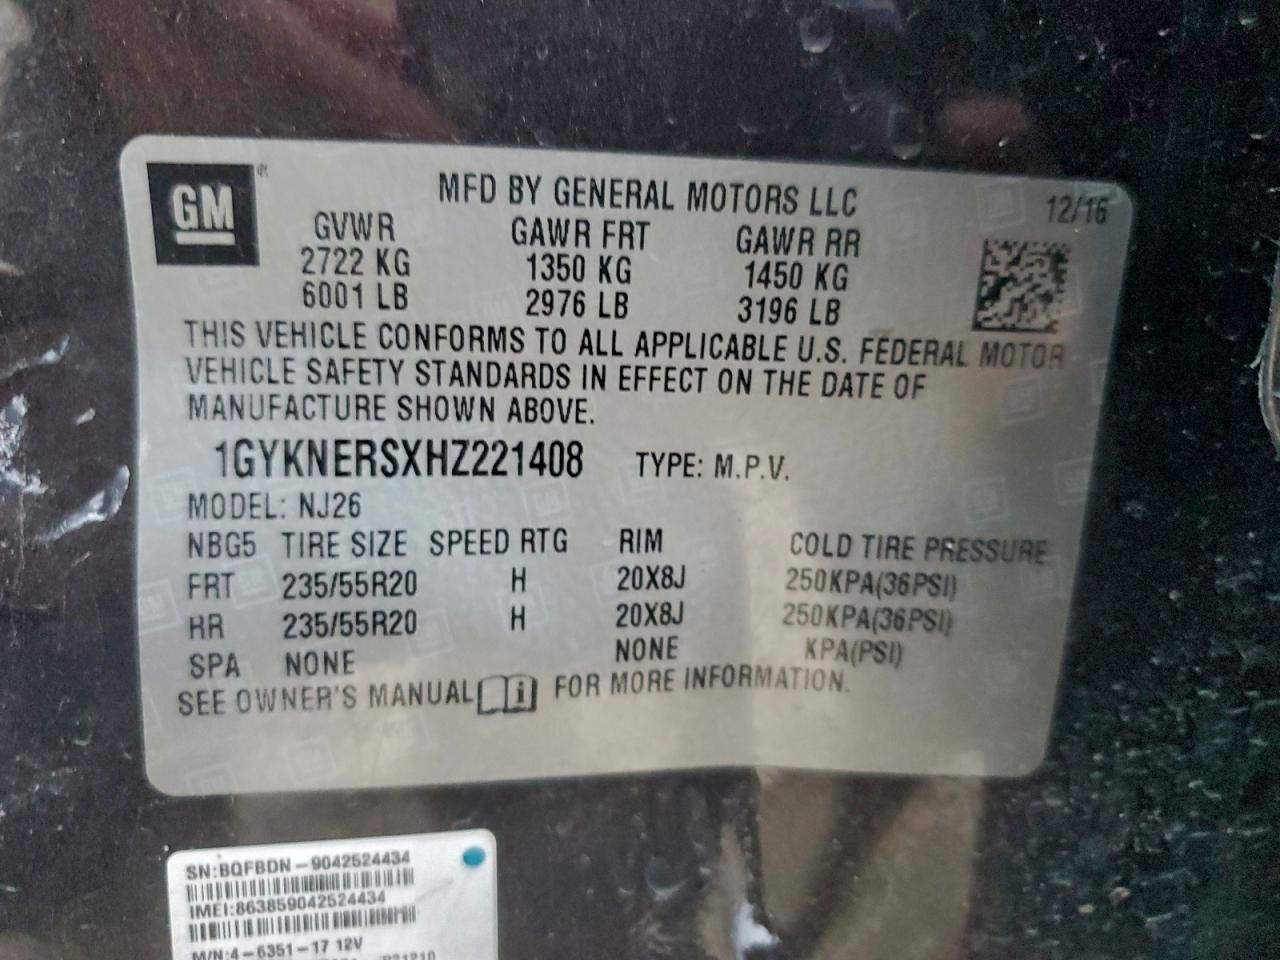 GM ®
MFD BY GENERAL MOTORS LLC 12/16
GVWR GAWR FRT GAWR RR
2722 KG 1350 KG 1450 KG
6001 LB 2976 LB 3196 LB
THIS VEHICLE CONFORMS TO ALL APPLICABLE U.S. FEDERAL MOTOR
VEHICLE SAFETY STANDARDS IN EFFECT ON THE DATE OF
MANUFACTURE SHOWN ABOVE.
1GYKNERSXHZ221408 TYPE: M.P.V.
MODEL: NJ26
NBG5 TIRE SIZE SPEED RTG RIM COLD TIRE PRESSURE
FRT 235/55R20 H 20X8J 250KPA(36PSI)
RR 235/55R20 H 20X8J 250KPA(36PSI)
SPA NONE NONE KPA(PSI)
SEE OWNER'S MANUAL i FOR MORE INFORMATION.
SN:BQFBDN-9042524434
IMEI:863859042524434
M/N:4-6351-17 12V